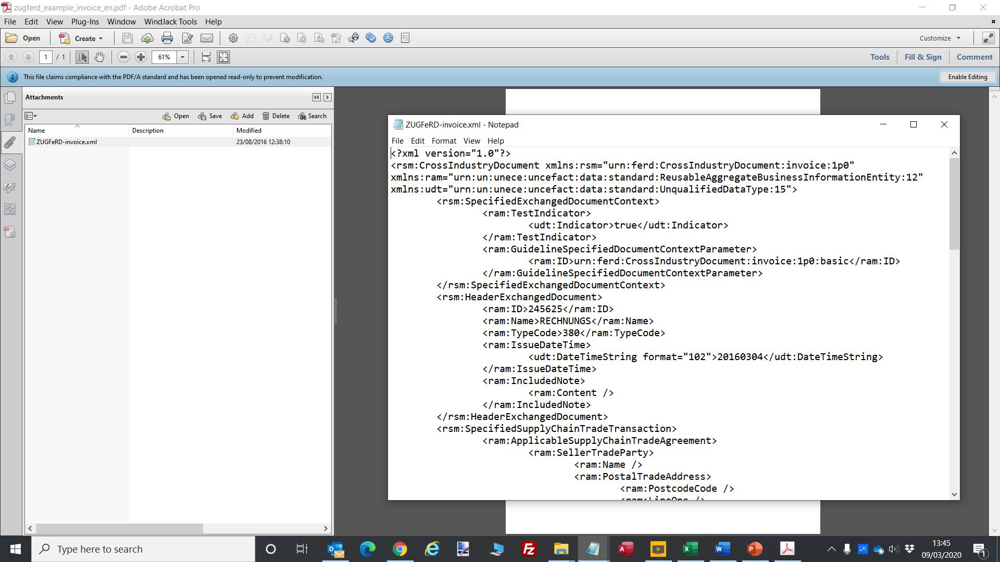 zugferd_example_invoice_en.pdf - Adobe Acrobat Pro
File Edit View Plug-Ins Window WindJack Tools Help
Open Create Customize
1 / 1 61% Tools Fill & Sign Comment
This file claims compliance with the PDF/A standard and has been opened read-only to prevent modification. Enable Editing
Attachments
Open Save Add Delete Search
Name Description Modified
ZUGFeRD-invoice.xml 23/08/2016 12:38:10
ZUGFeRD-invoice.xml - Notepad
File Edit Format View Help
<?xml version="1.0"?>
<rsm:CrossIndustryDocument xmlns:rsm="urn:ferd:CrossIndustryDocument:invoice:1p0"
xmlns:ram="urn:un:unece:uncefact:data:standard:ReusableAggregateBusinessInformationEntity:12"
xmlns:udt="urn:un:unece:uncefact:data:standard:UnqualifiedDataType:15">
<rsm:SpecifiedExchangedDocumentContext>
<ram:TestIndicator>
<udt:Indicator>true</udt:Indicator>
</ram:TestIndicator>
<ram:GuidelineSpecifiedDocumentContextParameter>
<ram:ID>urn:ferd:CrossIndustryDocument:invoice:1p0:basic</ram:ID>
</ram:GuidelineSpecifiedDocumentContextParameter>
</rsm:SpecifiedExchangedDocumentContext>
<rsm:HeaderExchangedDocument>
<ram:ID>245625</ram:ID>
<ram:Name>RECHNUNGS</ram:Name>
<ram:TypeCode>380</ram:TypeCode>
<ram:IssueDateTime>
<udt:DateTimeString format="102">20160304</udt:DateTimeString>
</ram:IssueDateTime>
<ram:IncludedNote>
<ram:Content />
</ram:IncludedNote>
</rsm:HeaderExchangedDocument>
<rsm:SpecifiedSupplyChainTradeTransaction>
<ram:ApplicableSupplyChainTradeAgreement>
<ram:SellerTradeParty>
<ram:Name />
<ram:PostalTradeAddress>
<ram:PostcodeCode />
<ram:LineOne />
Type here to search
13:45
09/03/2020
1